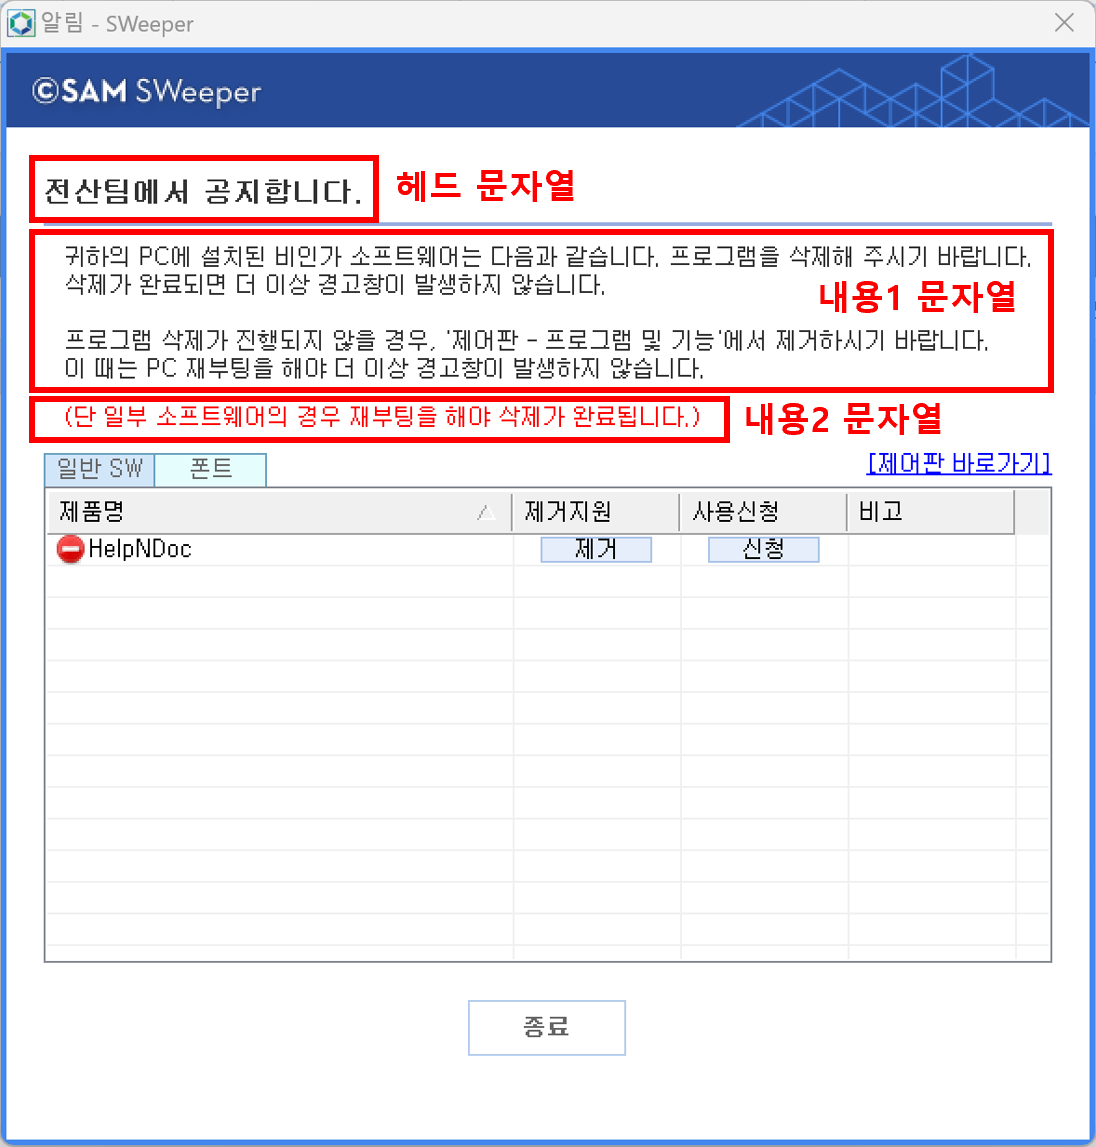 알림 - SWeeper
©SAM SWeeper
전산팀에서 공지합니다. 헤드 문자열
귀하의 PC에 설치된 비인가 소프트웨어는 다음과 같습니다. 프로그램을 삭제해 주시기 바랍니다.
삭제가 완료되면 더 이상 경고창이 발생하지 않습니다.
내용1 문자열
프로그램 삭제가 진행되지 않을 경우, '제어판 - 프로그램 및 기능'에서 제거하시기 바랍니다.
이 때는 PC 재부팅을 해야 더 이상 경고창이 발생하지 않습니다.
(단 일부 소프트웨어의 경우 재부팅을 해야 삭제가 완료됩니다.) 내용2 문자열
일반 SW 폰트 [제어판 바로가기]
제품명 제거지원 사용신청 비고
HelpNDoc 제거 신청
종료